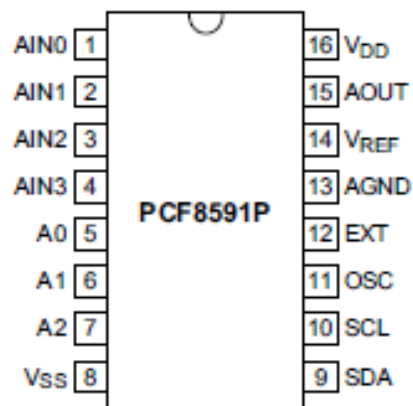 AIN0 1 16 VDD
AIN1 2 15 AOUT
AIN2 3 14 VREF
AIN3 4 13 AGND
PCF8591P
A0 5 12 EXT
A1 6 11 OSC
A2 7 10 SCL
VSS 8 9 SDA